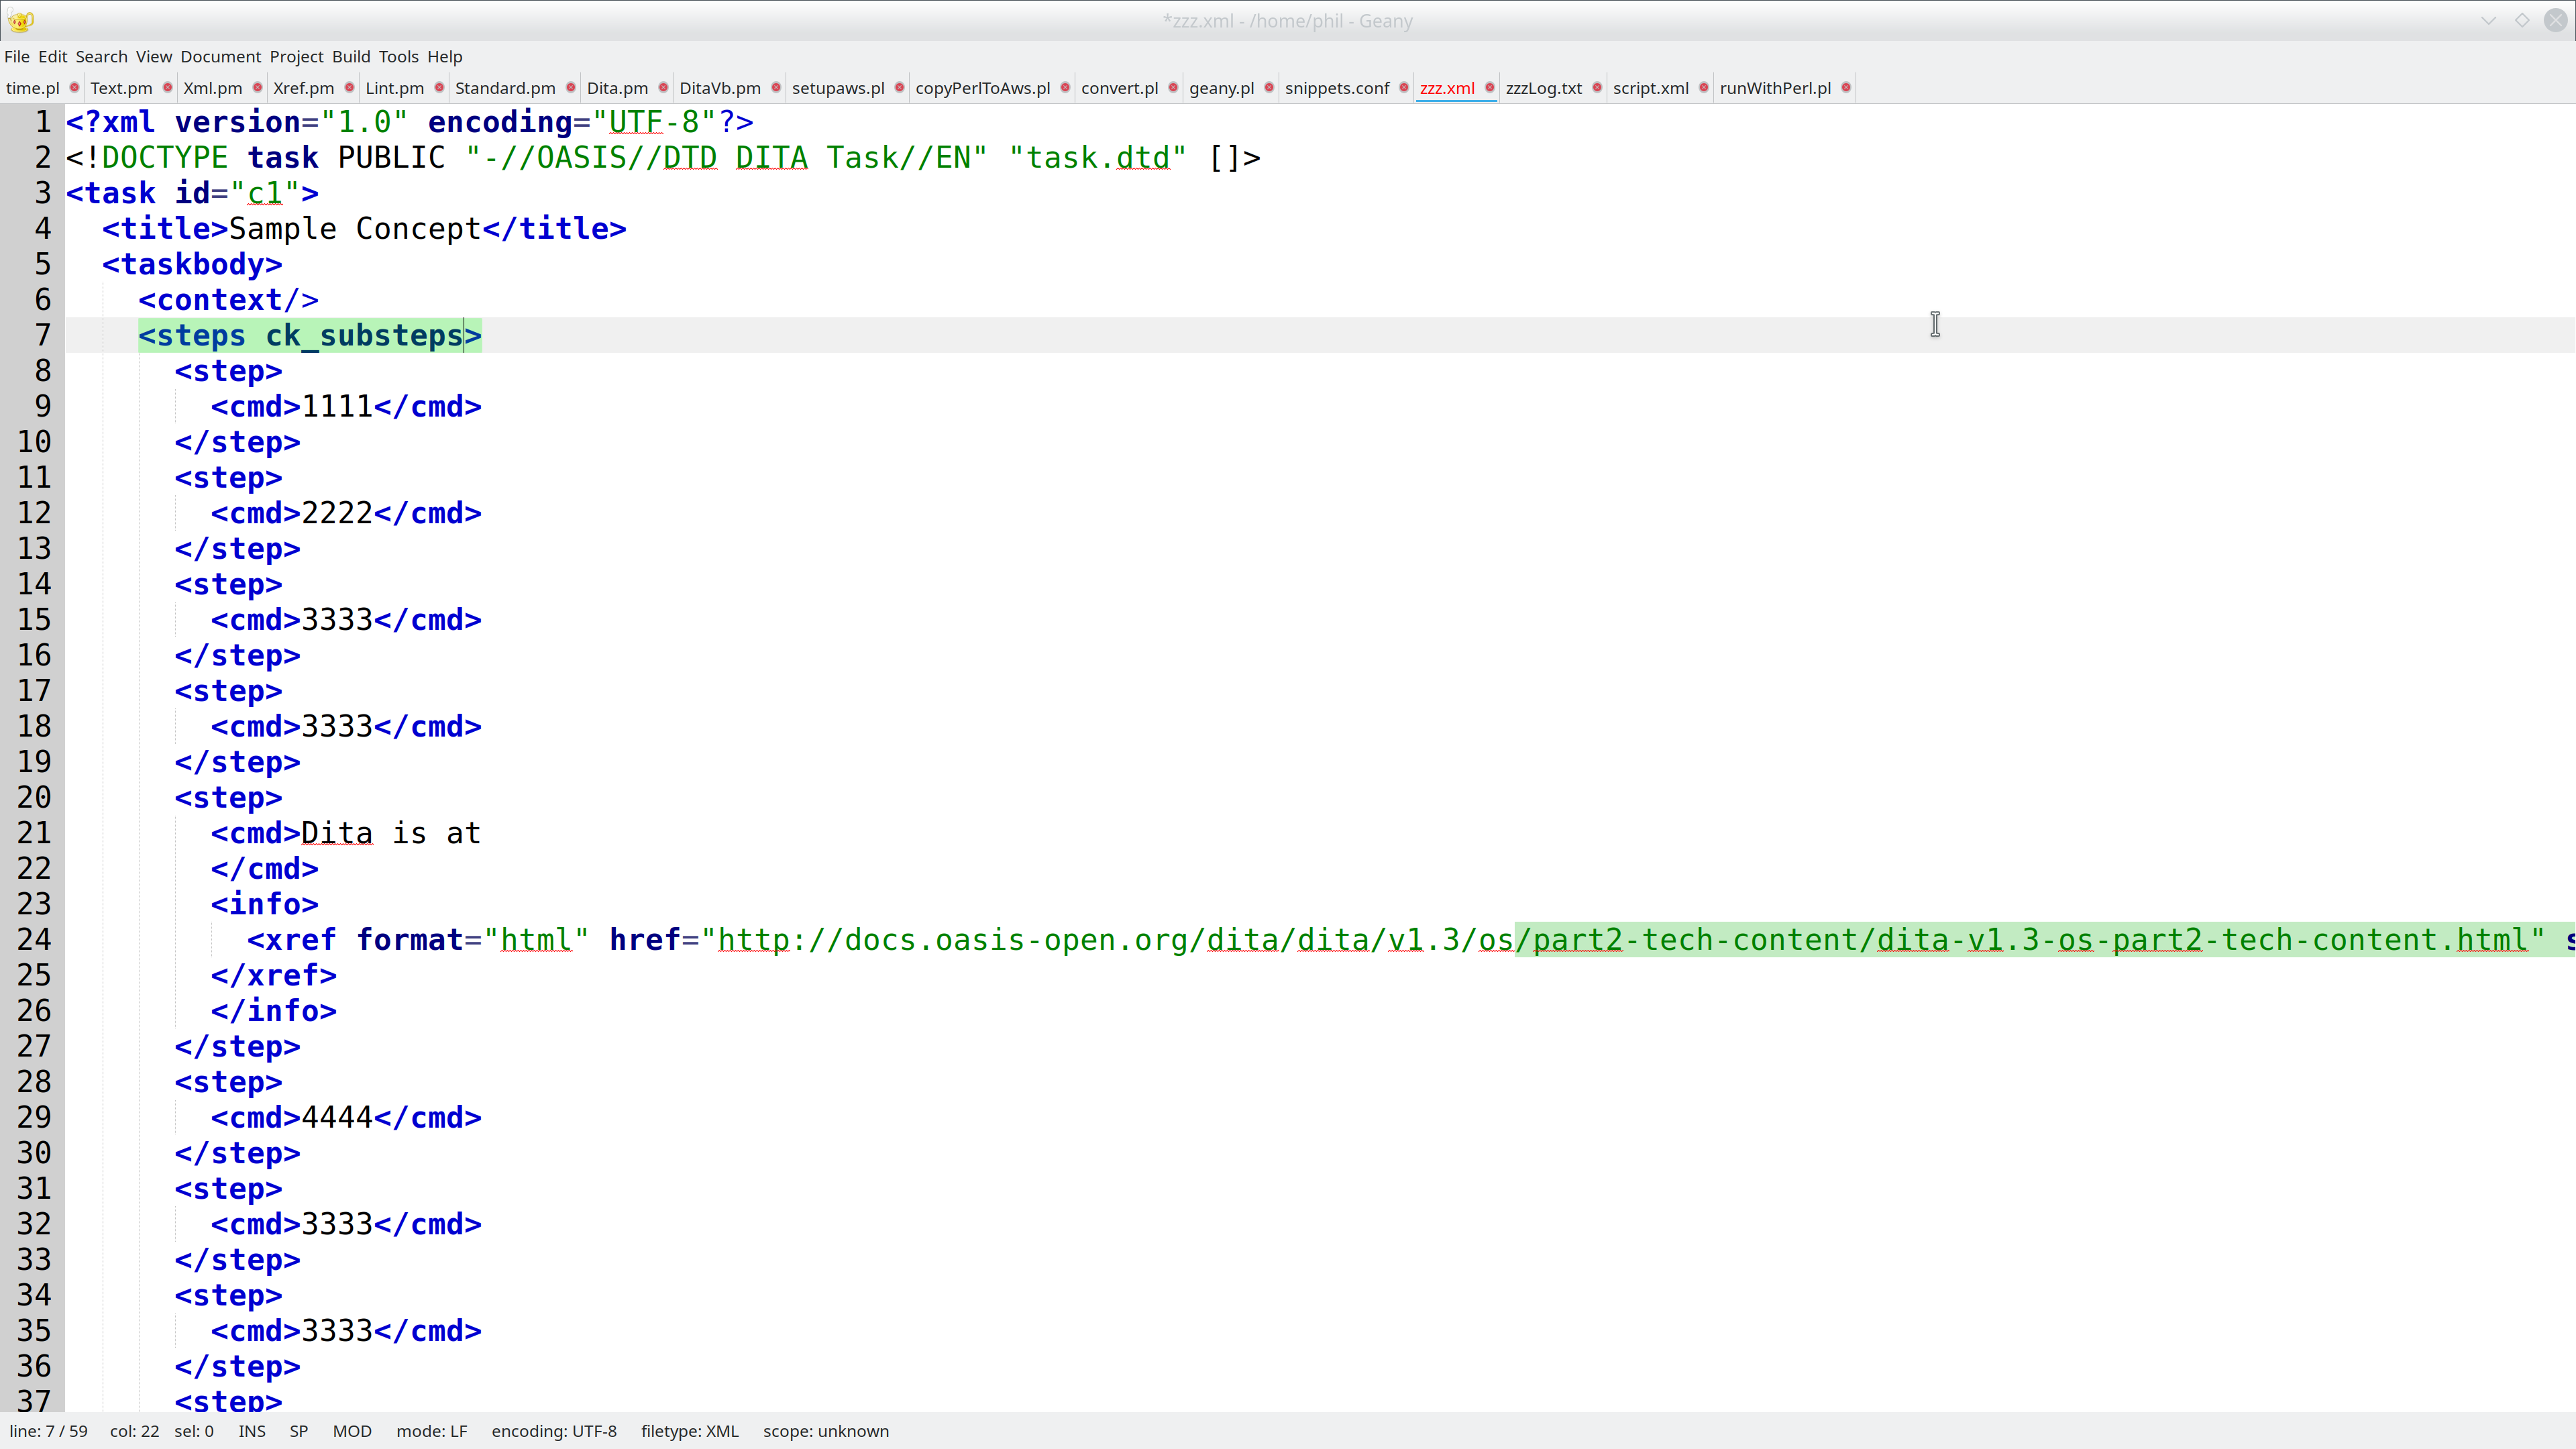 *zzz.xml - /home/phil - Geany
File Edit Search View Document Project Build Tools Help
time.pl Text.pm Xml.pm Xref.pm Lint.pm Standard.pm Dita.pm DitaVb.pm setupaws.pl copyPerlToAws.pl convert.pl geany.pl snippets.conf zzz.xml zzzLog.txt script.xml runWithPerl.pl
1 <?xml version="1.0" encoding="UTF-8"?>
2 <!DOCTYPE task PUBLIC "-//OASIS//DTD DITA Task//EN" "task.dtd" []>
3 <task id="c1">
4 <title>Sample Concept</title>
5 <taskbody>
6 <context/>
7 <steps ck_substeps>
8 <step>
9 <cmd>1111</cmd>
10 </step>
11 <step>
12 <cmd>2222</cmd>
13 </step>
14 <step>
15 <cmd>3333</cmd>
16 </step>
17 <step>
18 <cmd>3333</cmd>
19 </step>
20 <step>
21 <cmd>Dita is at
22 </cmd>
23 <info>
24 <xref format="html" href="http://docs.oasis-open.org/dita/dita/v1.3/os/part2-tech-content/dita-v1.3-os-part2-tech-content.html" s
25 </xref>
26 </info>
27 </step>
28 <step>
29 <cmd>4444</cmd>
30 </step>
31 <step>
32 <cmd>3333</cmd>
33 </step>
34 <step>
35 <cmd>3333</cmd>
36 </step>
37 <step>
line: 7 / 59 col: 22 sel: 0 INS SP MOD mode: LF encoding: UTF-8 filetype: XML scope: unknown